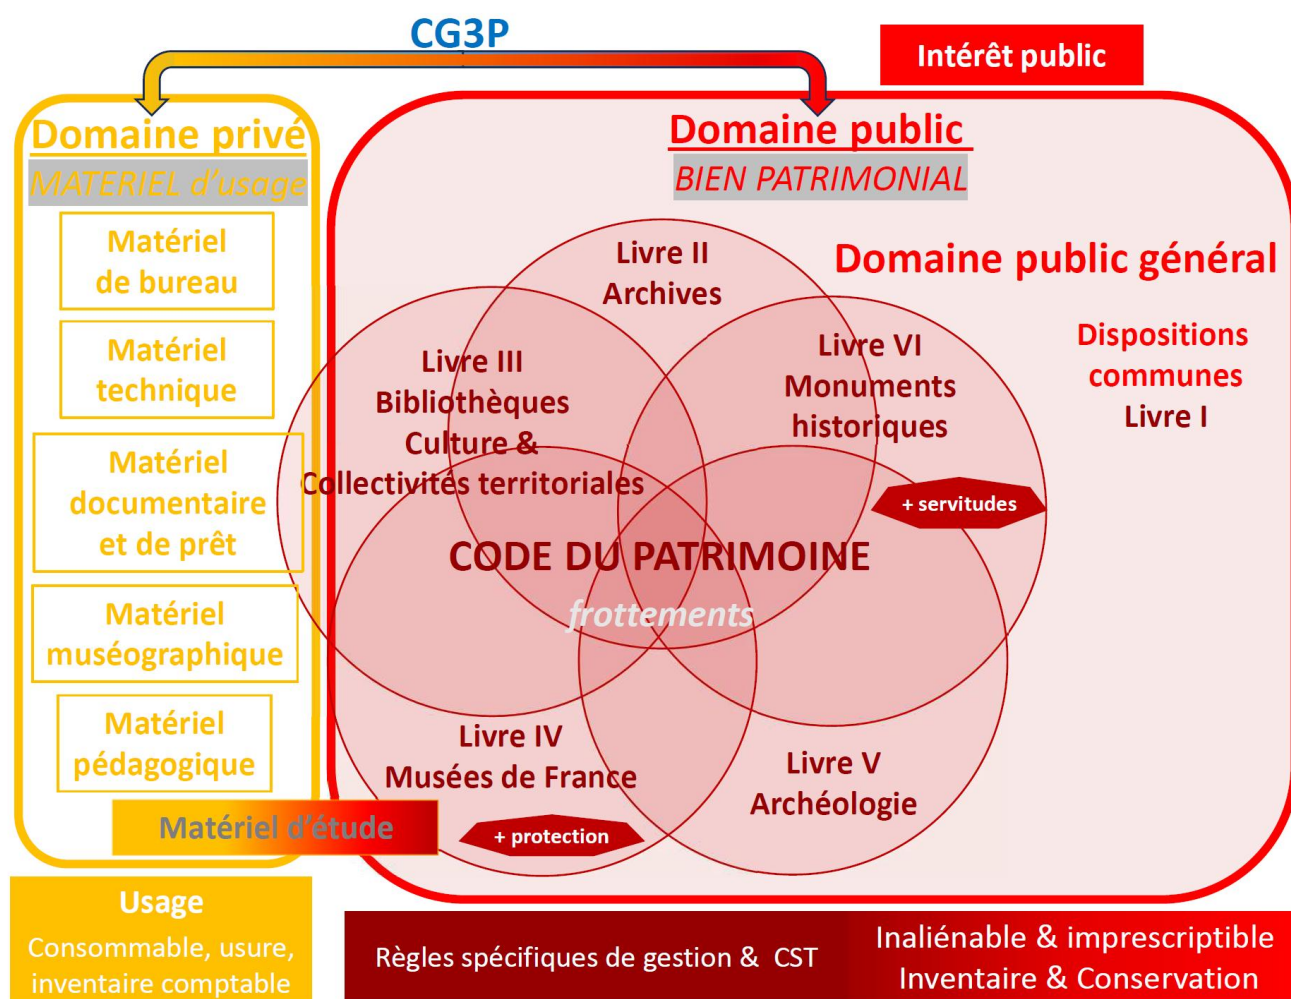 CG3P
Intérêt public
Domaine privé
MATERIEL d'usage
Matériel
de bureau
Matériel
technique
Matériel
documentaire
et de prêt
Matériel
muséographique
Matériel
pédagogique
Matériel d'étude
Usage
Consommable, usure,
inventaire comptable
Domaine public
BIEN PATRIMONIAL
Domaine public général
Dispositions
communes
Livre I
Livre II
Archives
Livre III
Bibliothèques
Culture &
Collectivités territoriales
Livre VI
Monuments
historiques
+ servitudes
CODE DU PATRIMOINE
frottements
Livre IV
Musées de France
+ protection
Livre V
Archéologie
Règles spécifiques de gestion & CST
Inaliénable & imprescriptible
Inventaire & Conservation